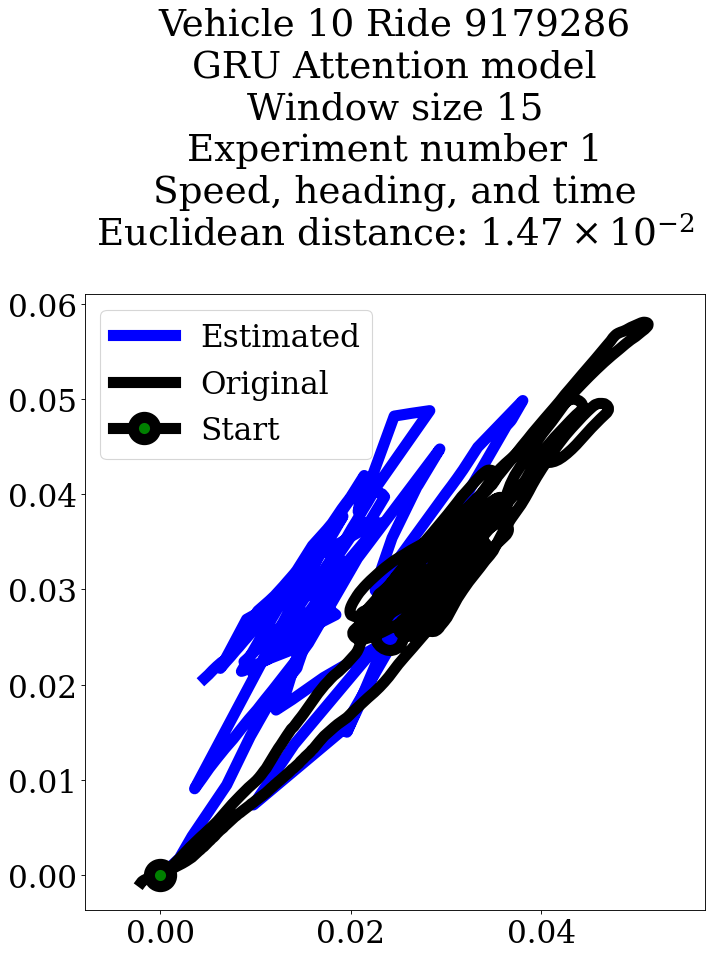 Vehicle 10 Ride 9179286
GRU Attention model
Window size 15
Experiment number 1
Speed, heading, and time
Euclidean distance: 1.47 × 10⁻²
0.06
0.05
0.04
0.03
0.02
0.01
0.00
Estimated
Original
Start
0.00 0.02 0.04